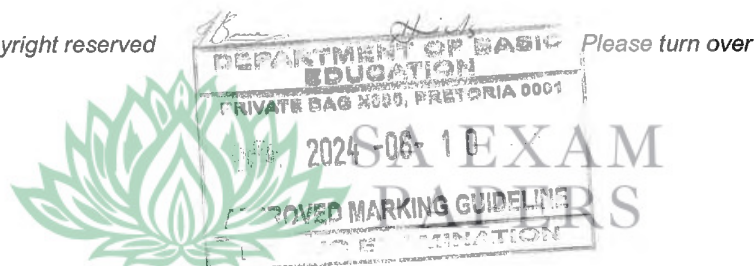 yright reserved
Please turn over
DEPARTMENT OF BASIC
EDUCATION
PRIVATE BAG X895, PRETORIA 0001
2024 -06- 10
SA EXAM
PAPERS
APPROVED MARKING GUIDELINE